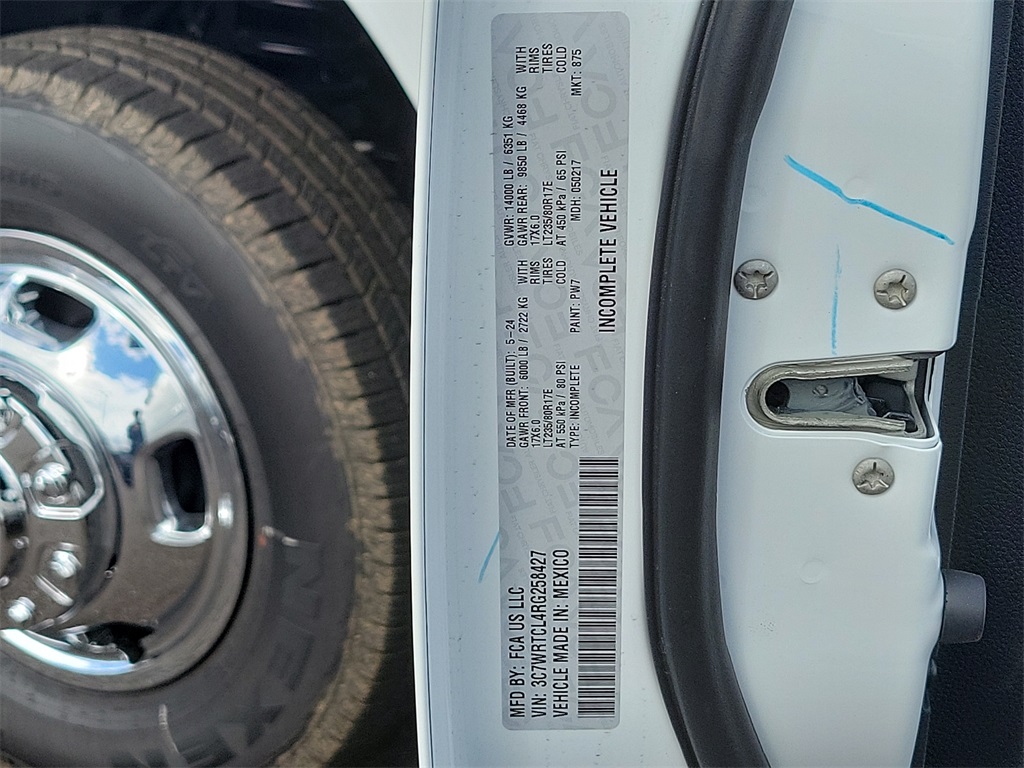 MFD BY: FCA US LLC
VIN: 3C7WRTCL4RG258427
VEHICLE MADE IN: MEXICO
DATE OF MFR (BUILT): 5-24 GVWR: 14000 LB / 6351 KG
GAWR FRONT: 6000 LB / 2722 KG WITH GAWR REAR: 9850 LB / 4468 KG WITH
17X6.0 RIMS 17X6.0 RIMS
LT235/80R17E TIRES LT235/80R17E TIRES
AT 550 kPa / 80 PSI COLD AT 450 kPa / 65 PSI COLD
TYPE: INCOMPLETE PAINT: PW7 MDH: 050217 MKT: 875
INCOMPLETE VEHICLE
NEXEN